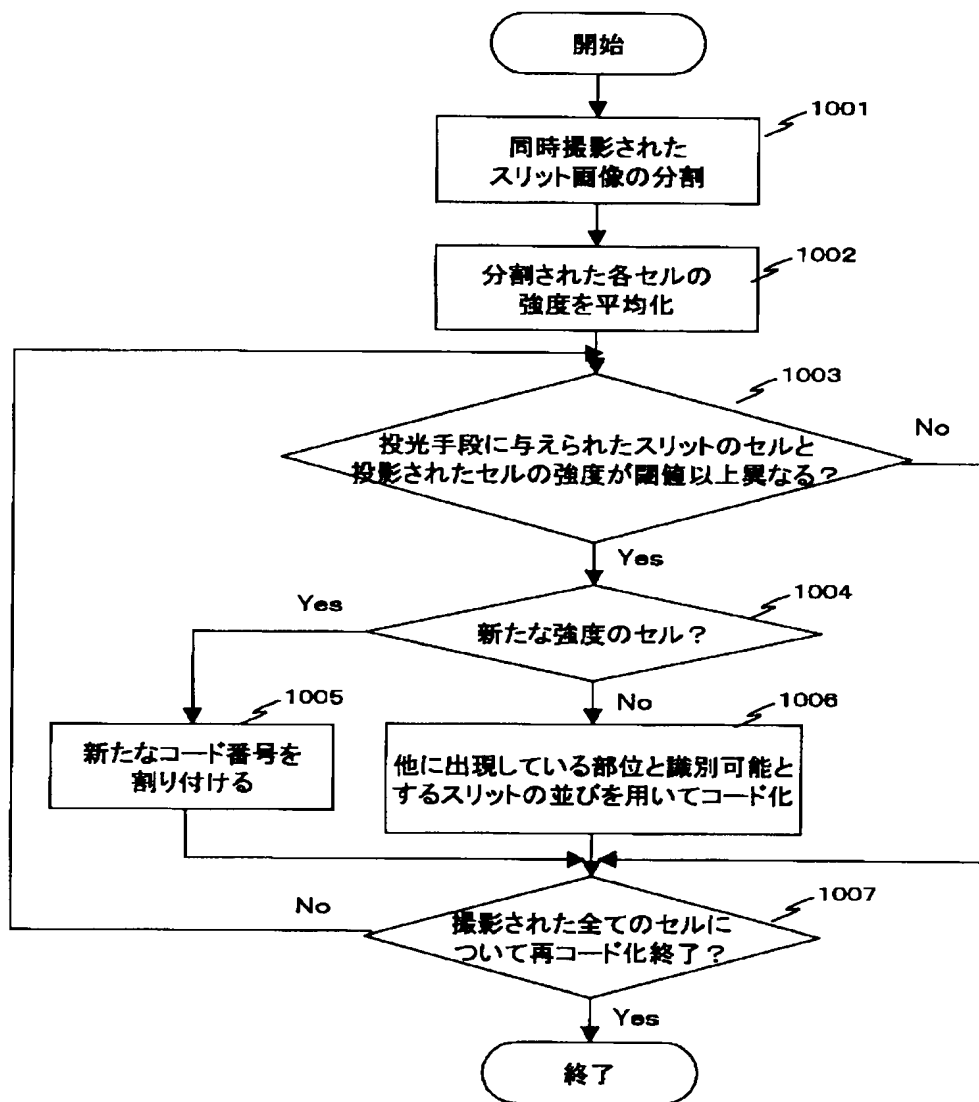 開始
1001
同時撮影された
スリット画像の分割
1002
分割された各セルの
強度を平均化
1003
投光手段に与えられたスリットのセルと
投影されたセルの強度が閾値以上異なる?
No
Yes
1004
新たな強度のセル?
Yes
No
1005
新たなコード番号を
割り付ける
1006
他に出現している部位と識別可能と
するスリットの並びを用いてコード化
1007
撮影された全てのセルに
ついて再コード化終了?
No
Yes
終了